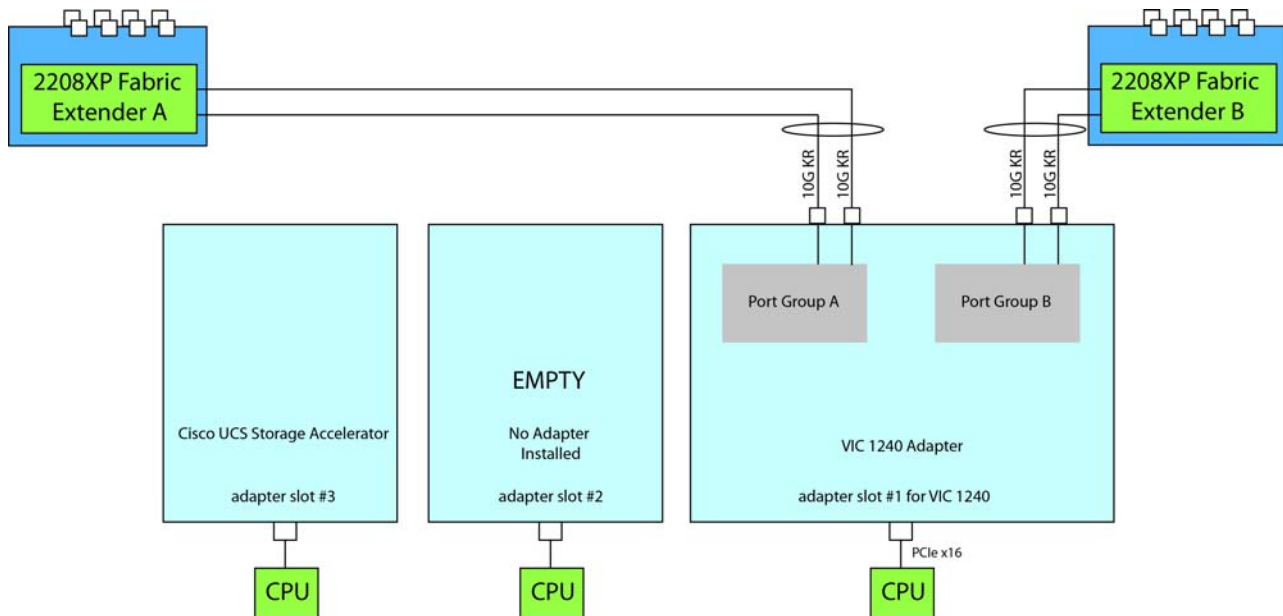 2208XP Fabric
Extender A
2208XP Fabric
Extender B
10G KR
10G KR
10G KR
10G KR
Port Group A
Port Group B
EMPTY
Cisco UCS Storage Accelerator
No Adapter
Installed
VIC 1240 Adapter
adapter slot #3
adapter slot #2
adapter slot #1 for VIC 1240
PCIe x16
CPU
CPU
CPU